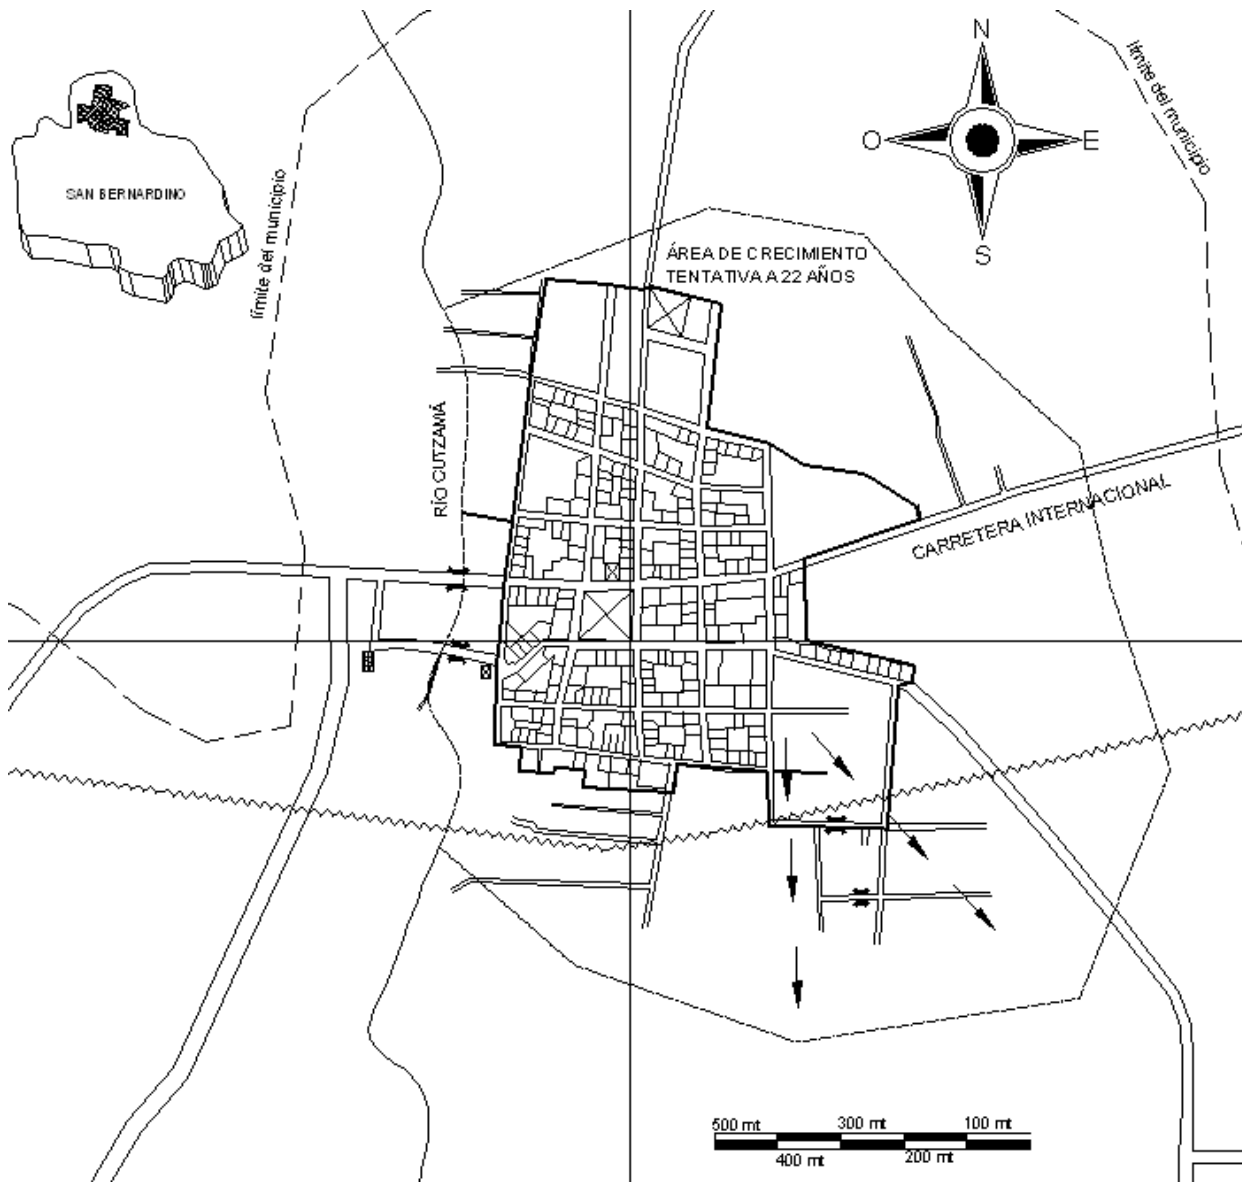 N
límite del municipio
O
E
SAN BERNARDINO
límite del municipio
S
ÁREA DE CRECIMIENTO
TENTATIVA A 22 AÑOS
RÍO CUTZAMÁ
CARRETERA INTERNACIONAL
500 mt
300 mt
100 mt
400 mt
200 mt